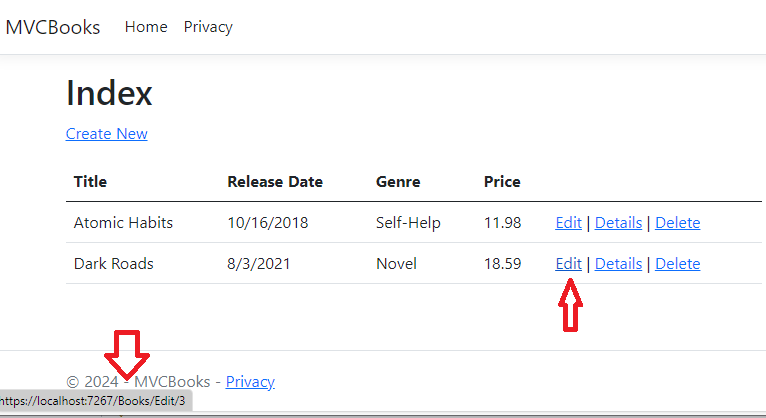 MVCBooks Home Privacy
Index
Create New
Title Release Date Genre Price
Atomic Habits 10/16/2018 Self-Help 11.98 Edit | Details | Delete
Dark Roads 8/3/2021 Novel 18.59 Edit | Details | Delete
© 2024 - MVCBooks - Privacy
https://localhost:7267/Books/Edit/3